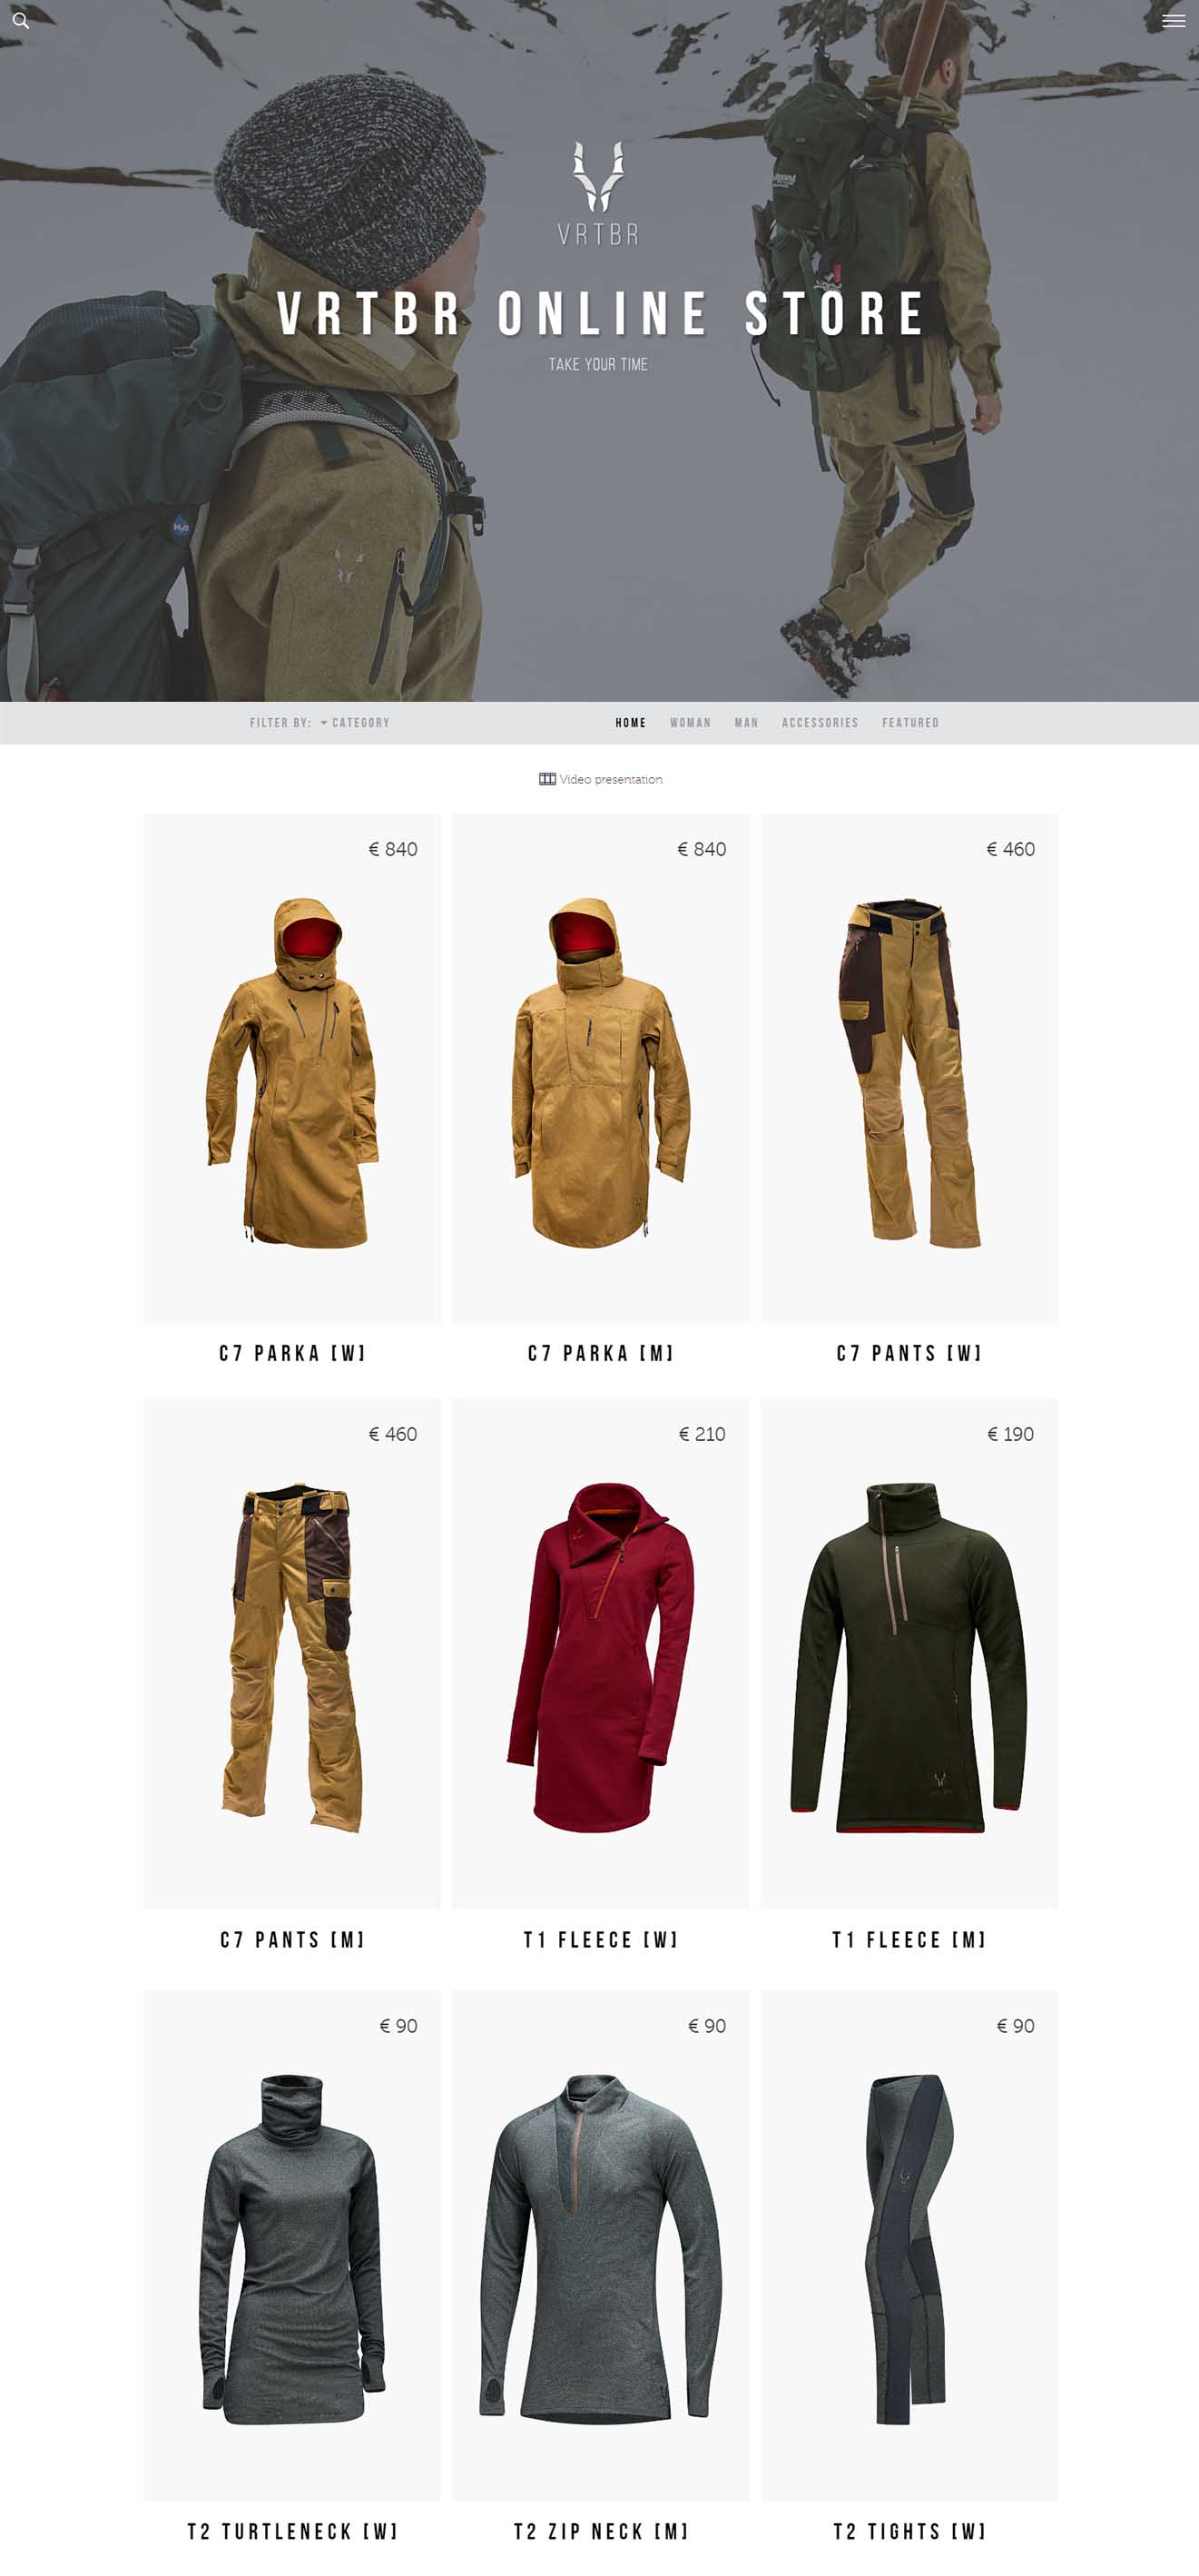 VRTBR
VRTBR ONLINE STORE
TAKE YOUR TIME
H₂O
FILTER BY: CATEGORY HOME WOMAN MAN ACCESSORIES FEATURED
Video presentation
€ 840 € 840 € 460
C7 PARKA [W] C7 PARKA [M] C7 PANTS [W]
€ 460 € 210 € 190
C7 PANTS [M] T1 FLEECE [W] T1 FLEECE [M]
€ 90 € 90 € 90
T2 TURTLENECK [W] T2 ZIP NECK [M] T2 TIGHTS [W]